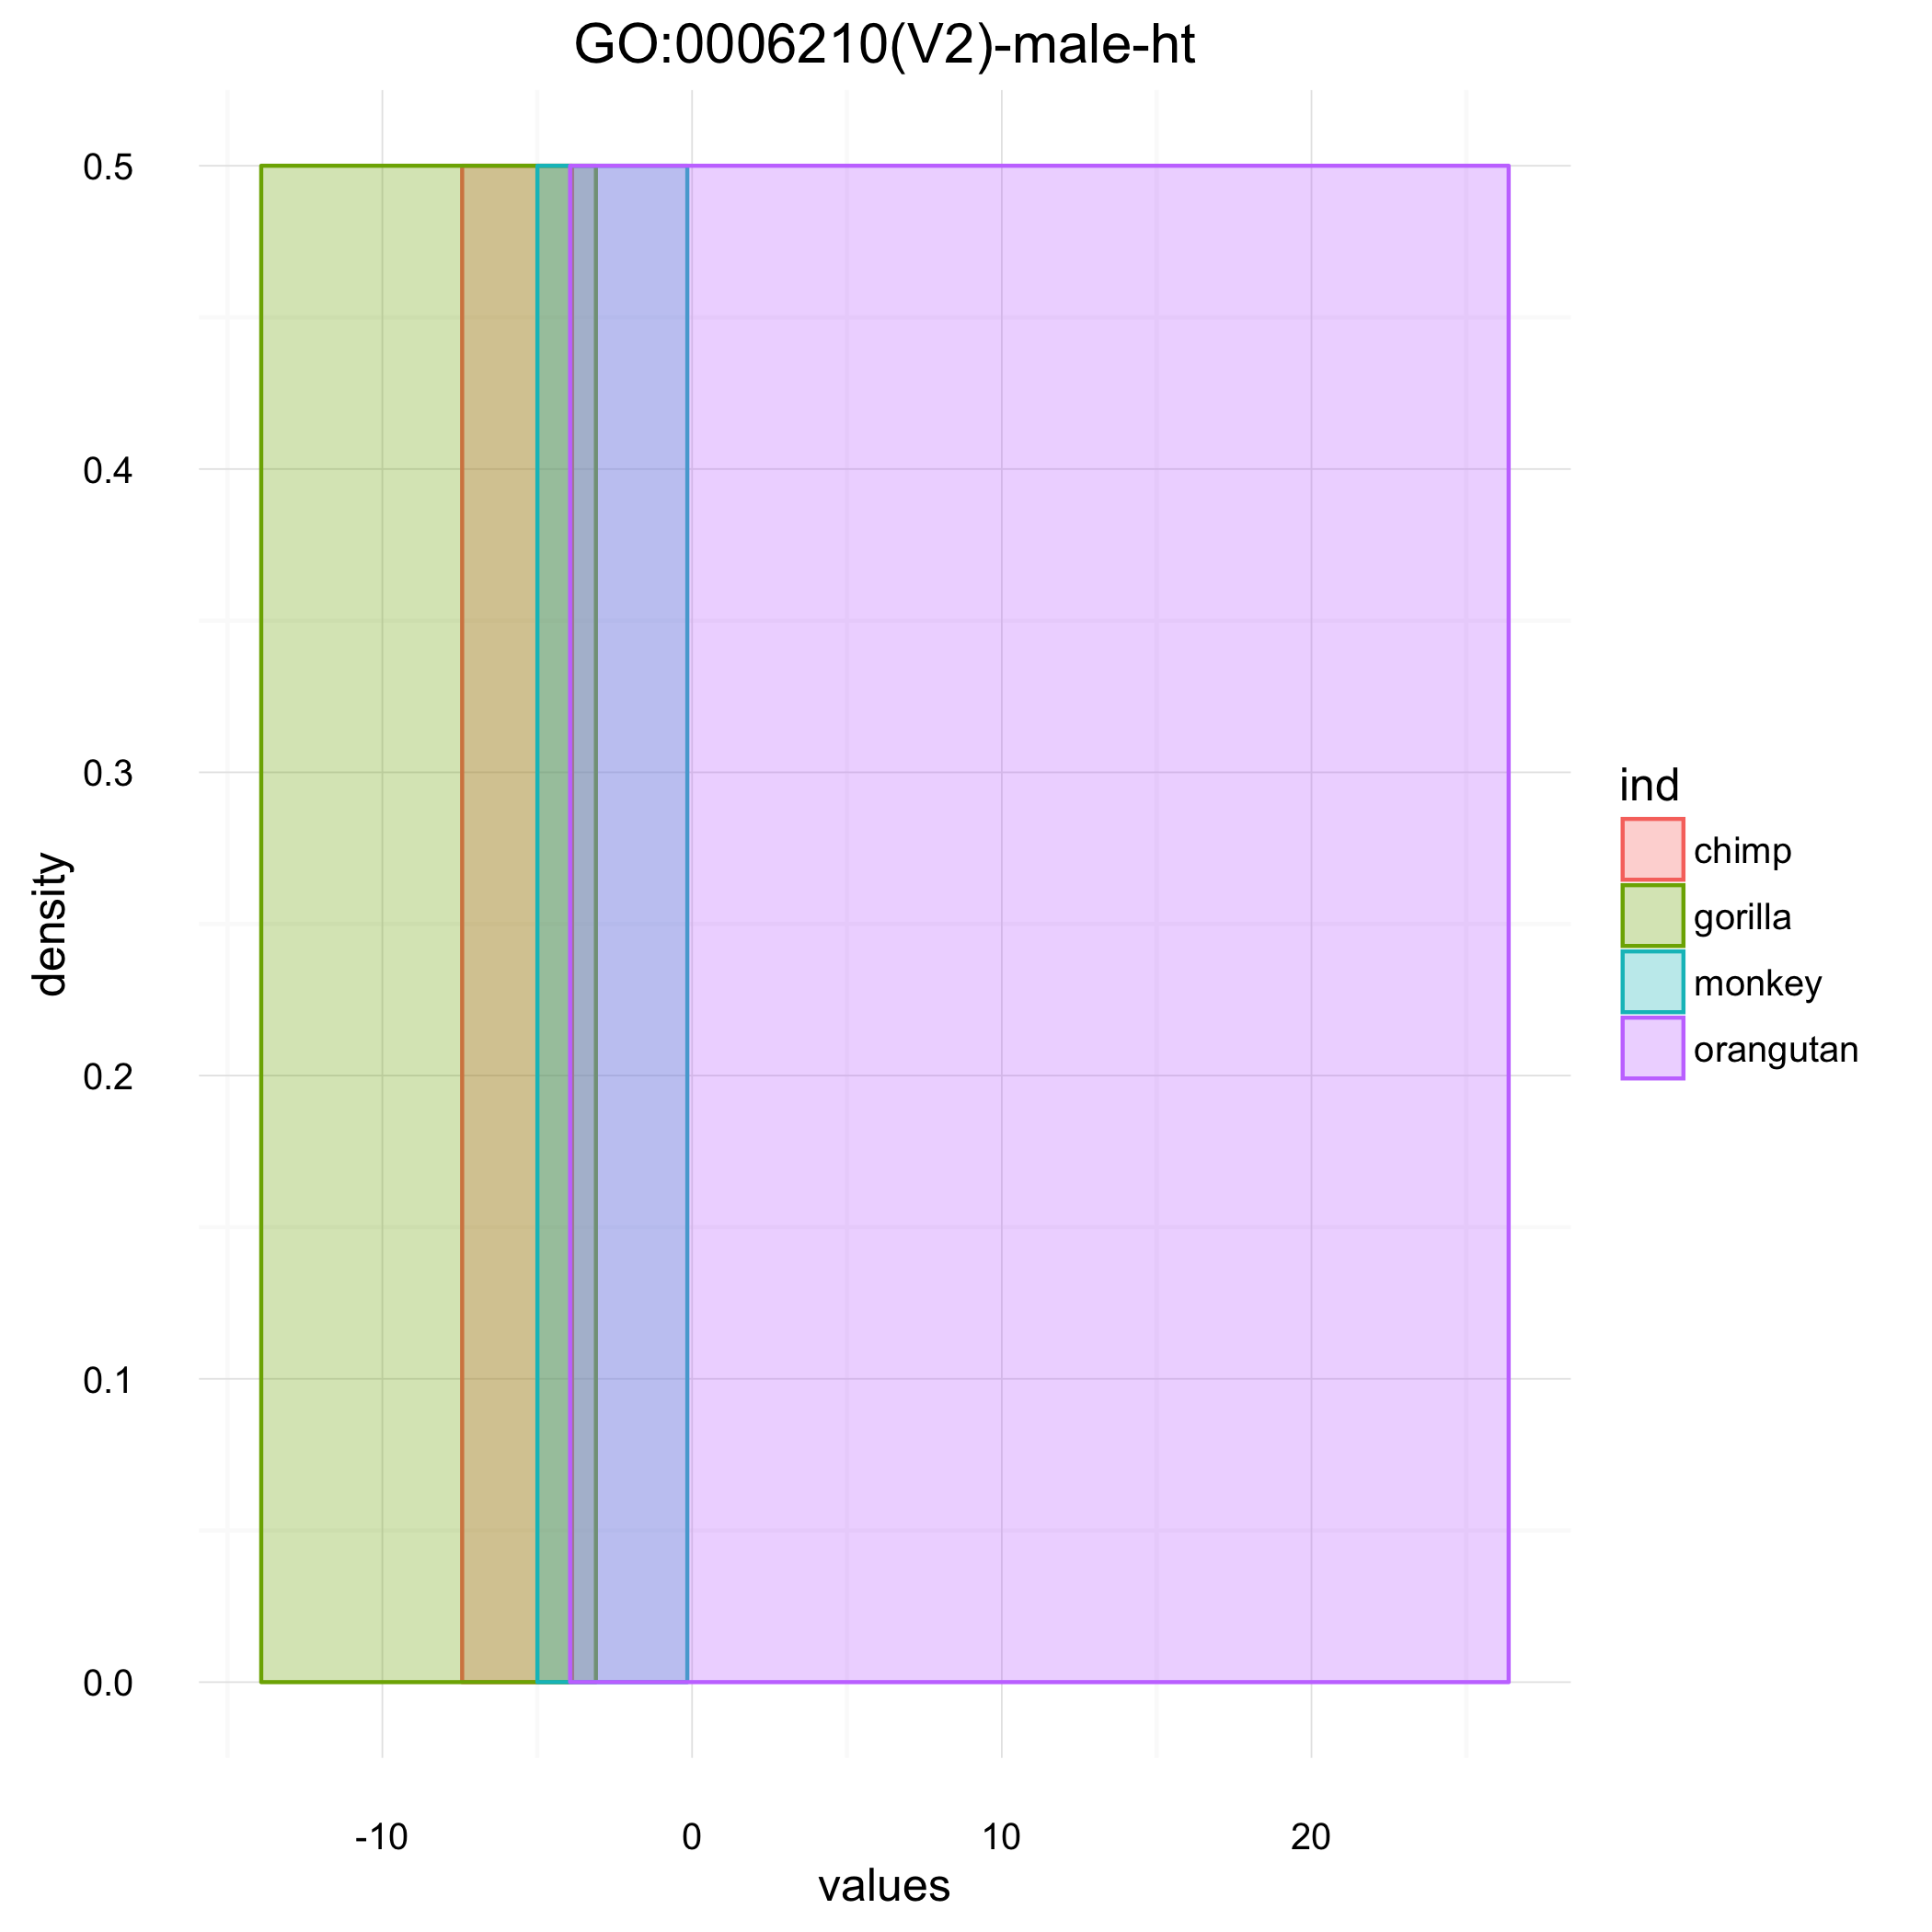 GO:0006210(V2)-male-ht
density
0.5
0.4
0.3
0.2
0.1
0.0
-10 0 10 20
values
ind
chimp
gorilla
monkey
orangutan